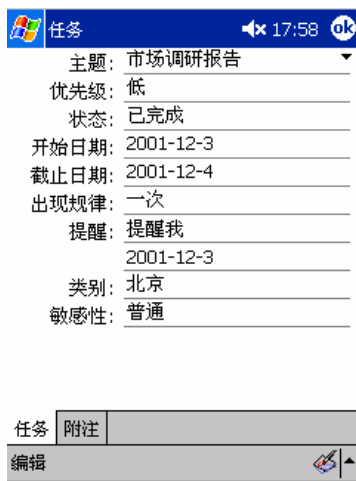 任务 17:58 ok
主题: 市场调研报告
优先级: 低
状态: 已完成
开始日期: 2001-12-3
截止日期: 2001-12-4
出现规律: 一次
提醒: 提醒我
2001-12-3
类别: 北京
敏感性: 普通
任务 附注
编辑